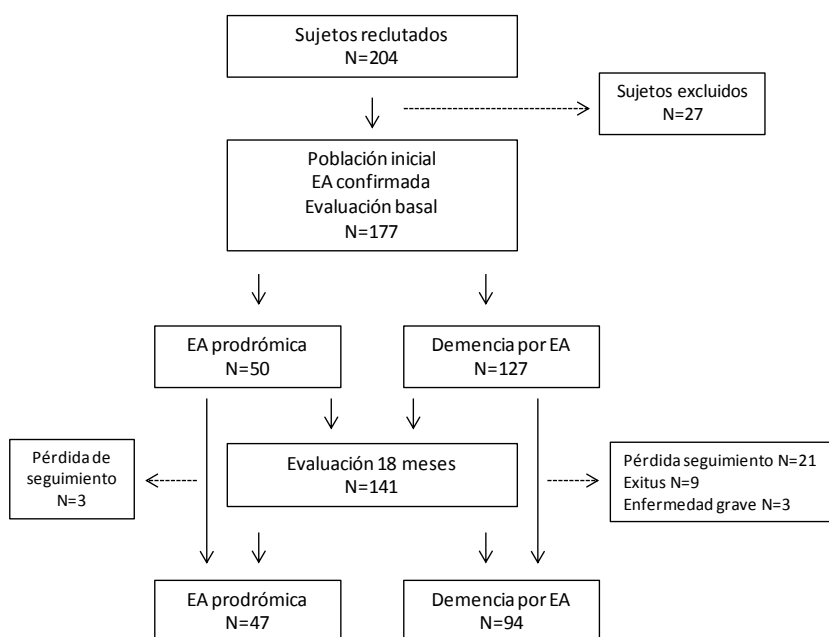 Sujetos reclutados
N=204
Sujetos excluidos
N=27
Población inicial
EA confirmada
Evaluación basal
N=177
EA prodrómica
N=50
Demencia por EA
N=127
Pérdida de
seguimiento
N=3
Evaluación 18 meses
N=141
Pérdida seguimiento N=21
Exitus N=9
Enfermedad grave N=3
EA prodrómica
N=47
Demencia por EA
N=94